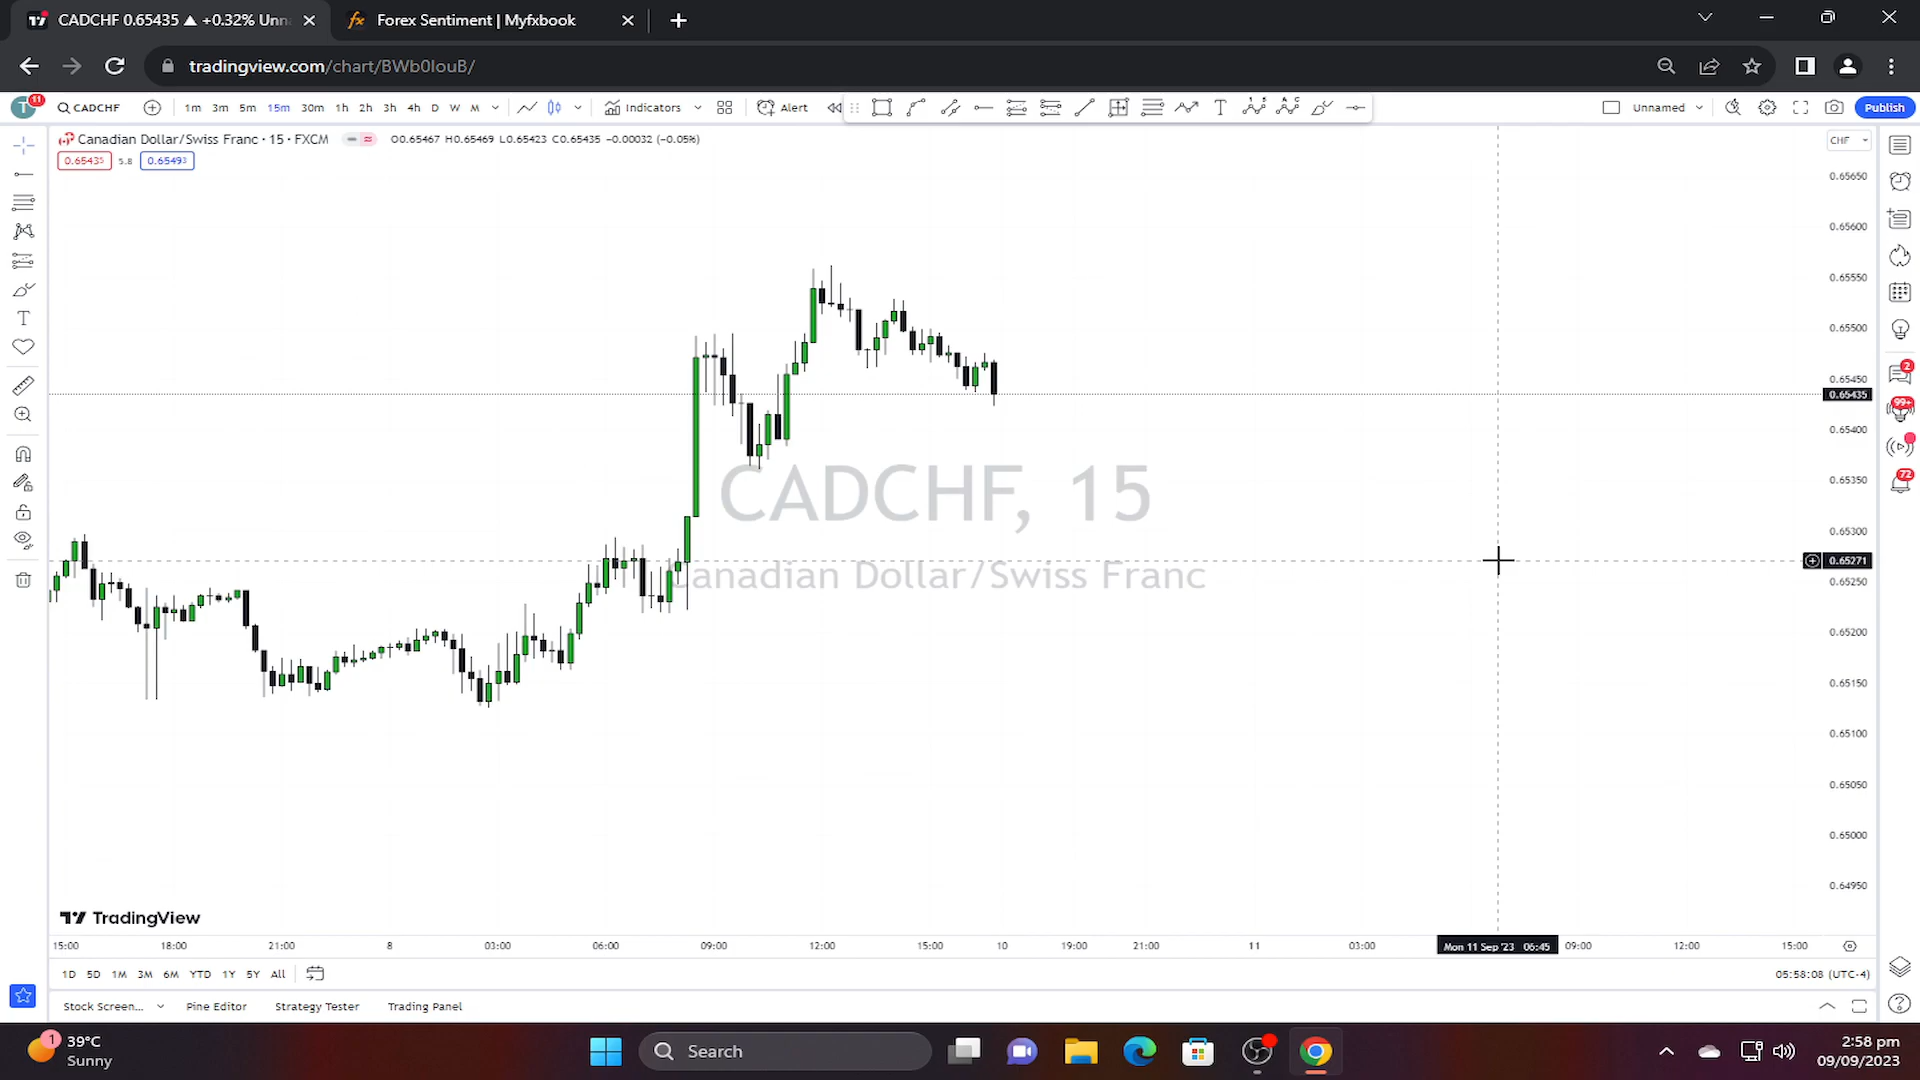 CADCHF 0.65435 ▲ +0.32% Unna
Forex Sentiment | Myfxbook
tradingview.com/chart/BWb0IouB/
T 11 CADCHF 1m 3m 5m 15m 30m 1h 2h 3h 4h D W M Indicators Alert Unnamed Publish
Canadian Dollar/Swiss Franc · 15 · FXCM O0.65467 H0.65469 L0.65423 C0.65435 −0.00032 (−0.05%) CHF
0.65435 5.8 0.65493
0.65650
0.65600
0.65550
0.65500
0.65450
0.65435
0.65400
0.65350
0.65300
0.65271
0.65250
0.65200
0.65150
0.65100
0.65050
0.65000
0.64950
2
99+
72
CADCHF, 15
Canadian Dollar/Swiss Franc
TradingView
15:00 18:00 21:00 8 03:00 06:00 09:00 12:00 15:00 10 19:00 21:00 11 03:00 Mon 11 Sep '23 06:45 09:00 12:00 15:00
1D 5D 1M 3M 6M YTD 1Y 5Y All 05:58:08 (UTC-4)
Stock Screen... Pine Editor Strategy Tester Trading Panel
1 39°C
Sunny
Search
2:58 pm
09/09/2023